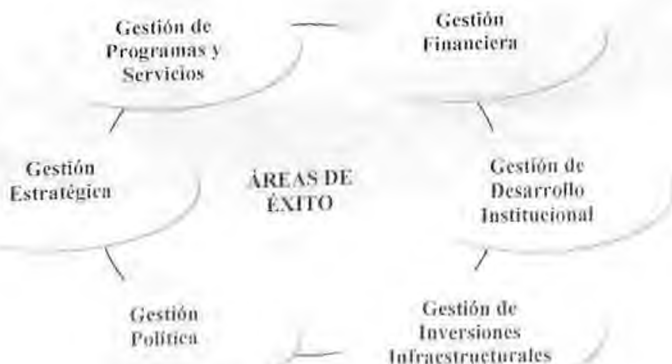 Gestión de
Programas y
Servicios
Gestión
Financiera
Gestión
Estratégica
ÁREAS DE
ÉXITO
Gestión de
Desarrollo
Institucional
Gestión
Política
Gestión de
Inversiones
Infraestructurales